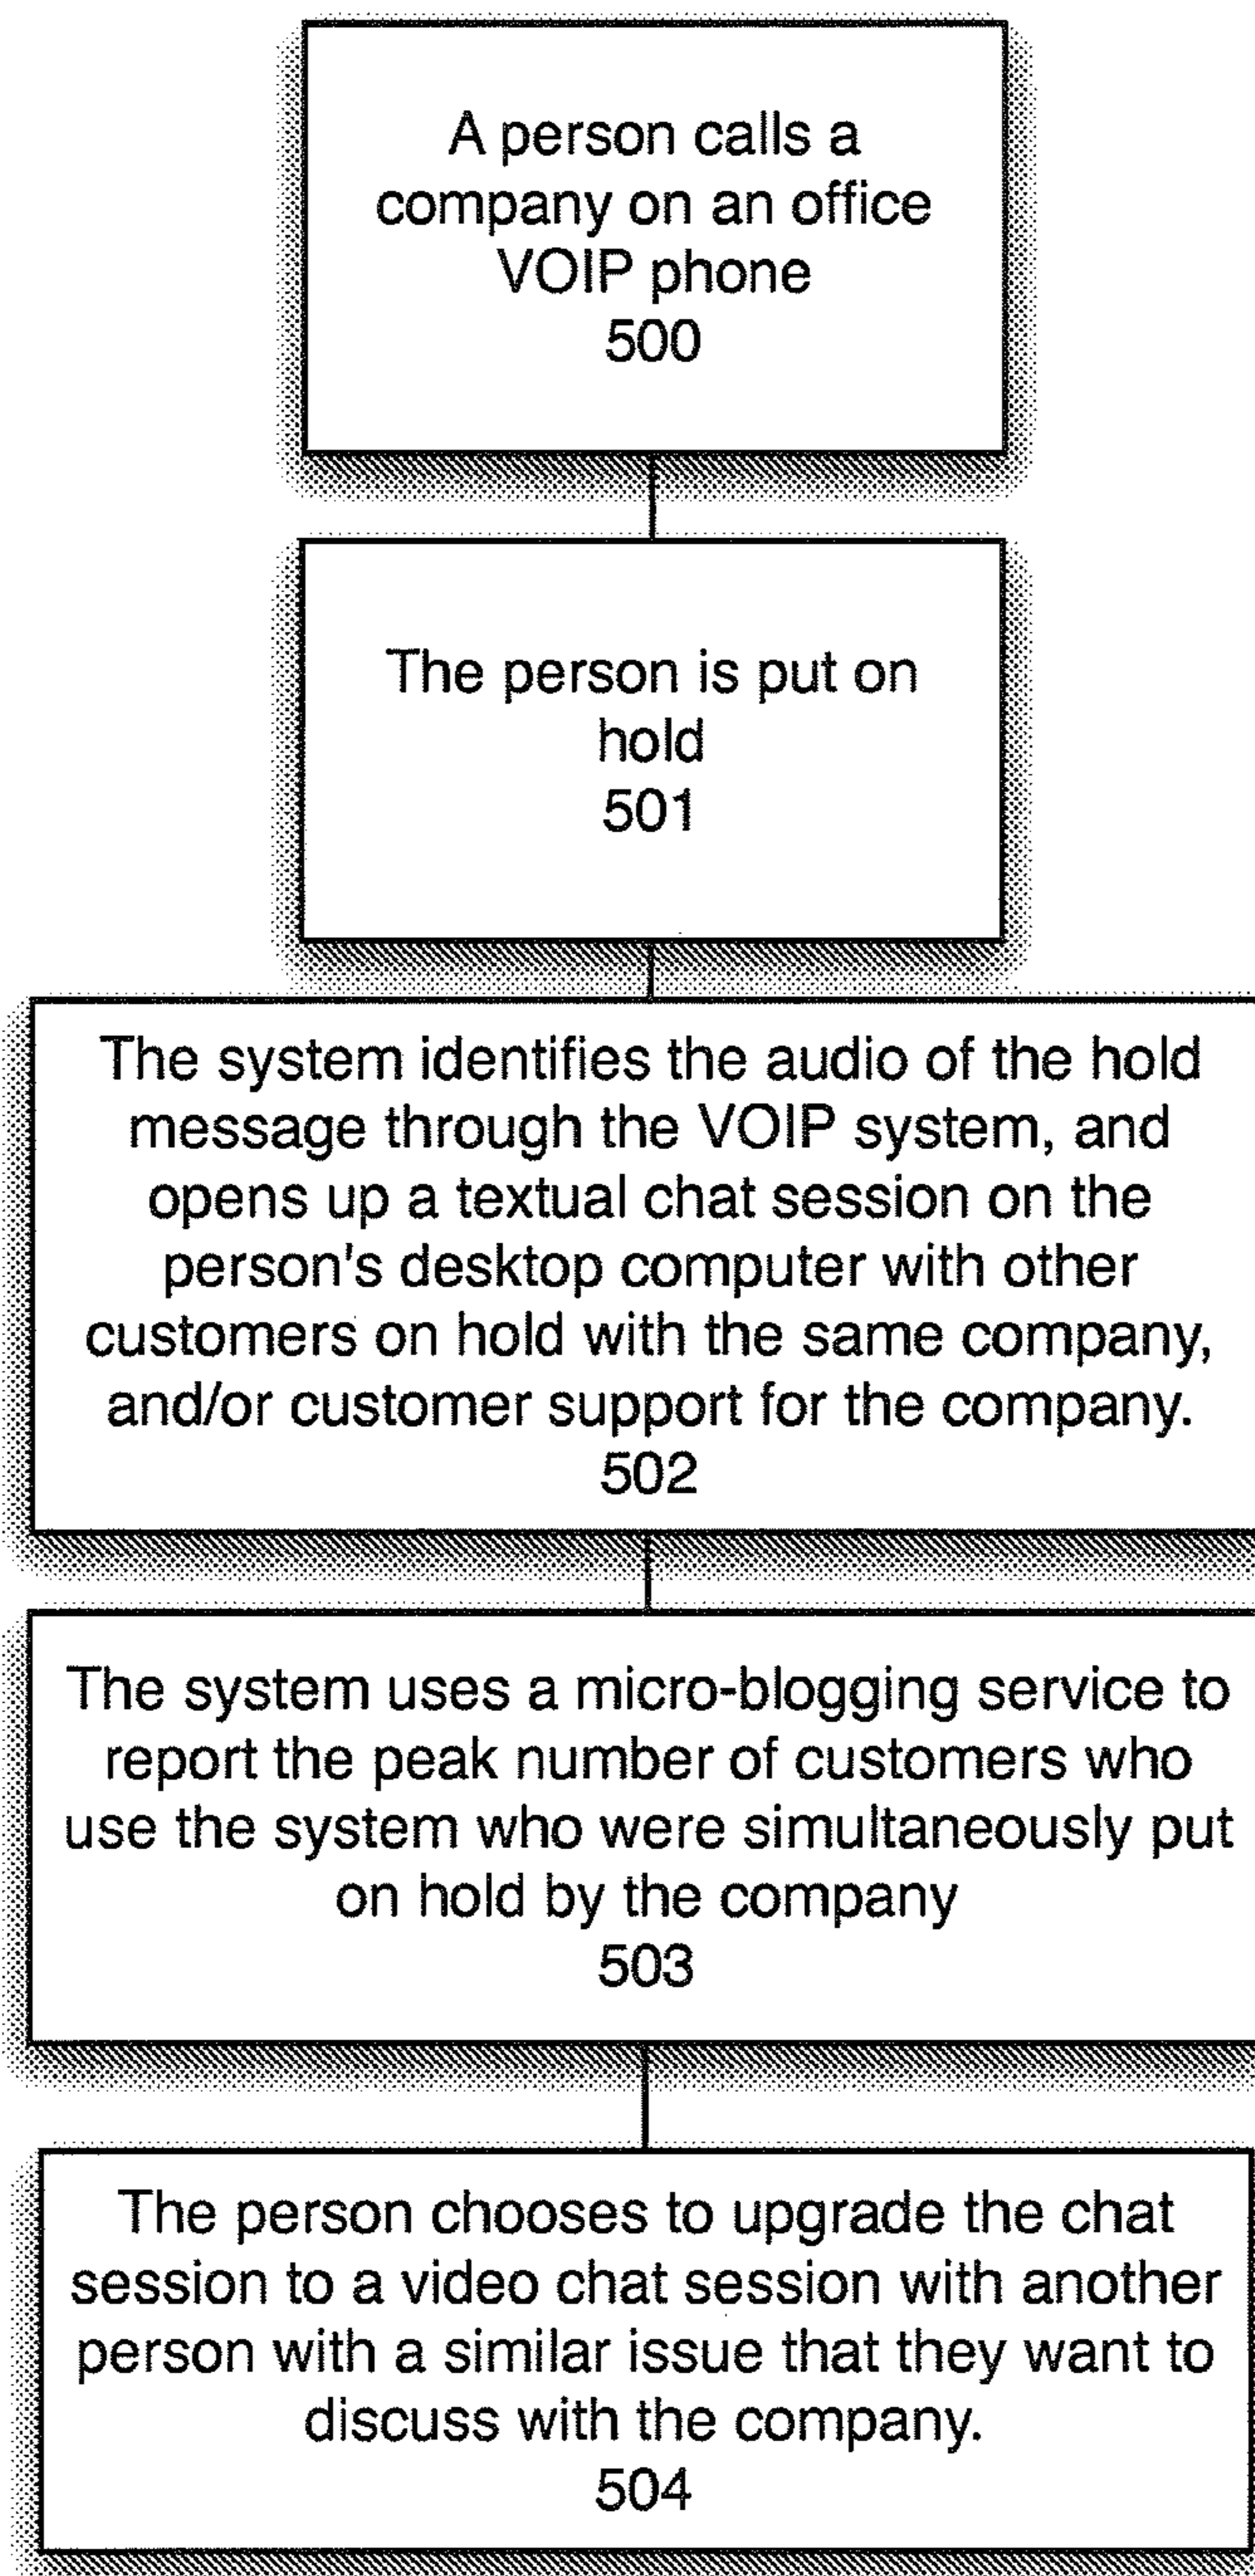 A person calls a
company on an office
VOIP phone
500
The person is put on
hold
501
The system identifies the audio of the hold
message through the VOIP system, and
opens up a textual chat session on the
person's desktop computer with other
customers on hold with the same company,
and/or customer support for the company.
502
The system uses a micro-blogging service to
report the peak number of customers who
use the system who were simultaneously put
on hold by the company
503
The person chooses to upgrade the chat
session to a video chat session with another
person with a similar issue that they want to
discuss with the company.
504